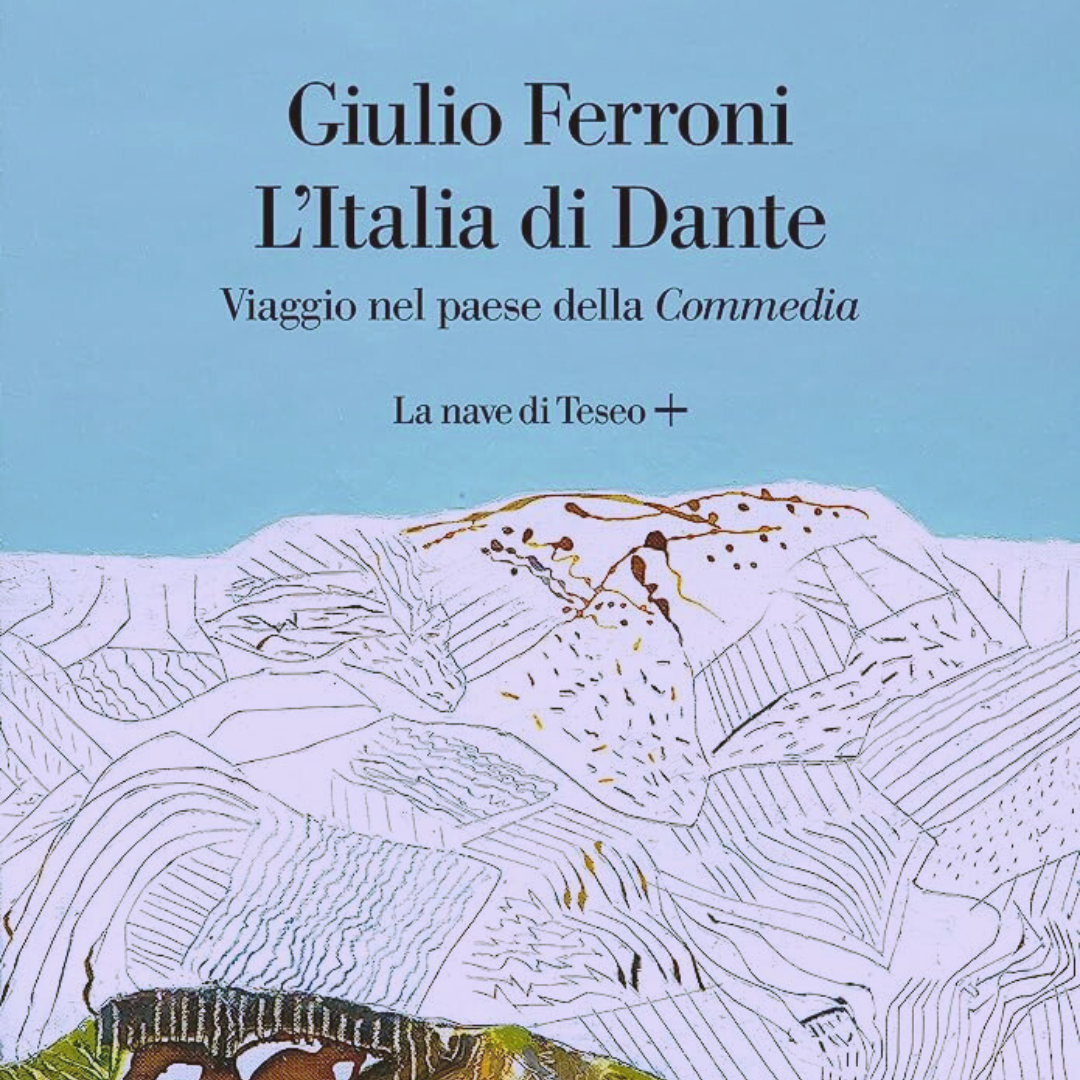 Giulio Ferroni
L’Italia di Dante
Viaggio nel paese della Commedia
La nave di Teseo +